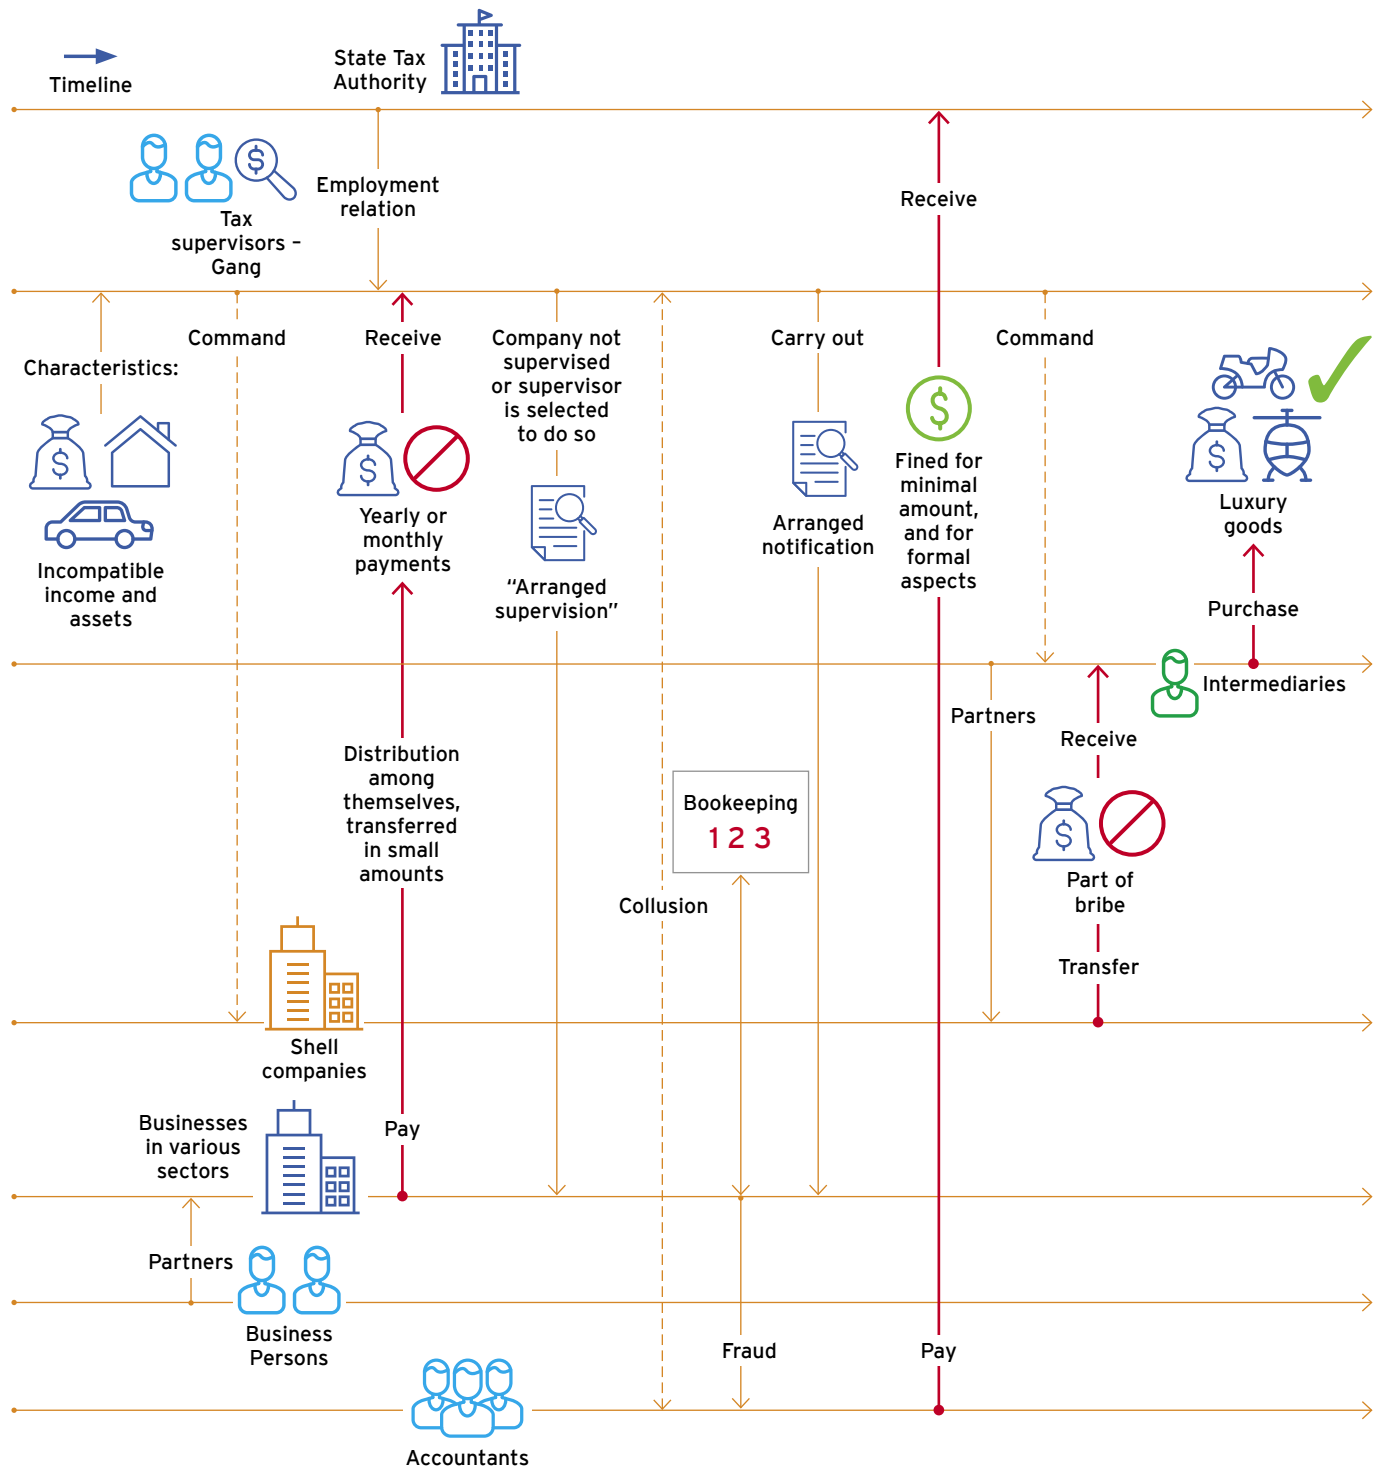 Timeline
State Tax
Authority
Tax
supervisors –
Gang
Employment
relation
Receive
Characteristics:
Incompatible
income and
assets
Command
Receive
Yearly or
monthly
payments
Distribution
among
themselves,
transferred
in small
amounts
Pay
Company not
supervised
or supervisor
is selected
to do so
“Arranged
supervision”
Collusion
Bookeeping
1 2 3
Carry out
Arranged
notification
Fined for
minimal
amount,
and for
formal
aspects
Command
Luxury
goods
Purchase
Intermediaries
Partners
Receive
Part of
bribe
Transfer
Shell
companies
Businesses
in various
sectors
Partners
Business
Persons
Fraud
Pay
Accountants